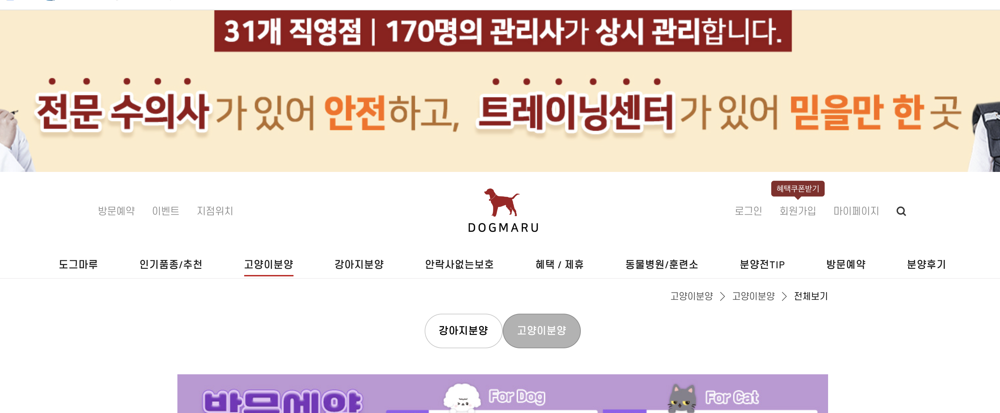 31개 직영점 | 170명의 관리사가 상시 관리합니다.
전문 수의사가 있어 안전하고, 트레이닝센터가 있어 믿을만 한 곳
혜택쿠폰받기
방문예약 이벤트 지점위치 로그인 회원가입 마이페이지
DOGMARU
도그마루 인기품종/추천 고양이분양 강아지분양 안락사없는보호 혜택 / 제휴 동물병원/훈련소 분양전TIP 방문예약 분양후기
고양이분양 > 고양이분양 > 전체보기
강아지분양 고양이분양
방문예약 For Dog For Cat